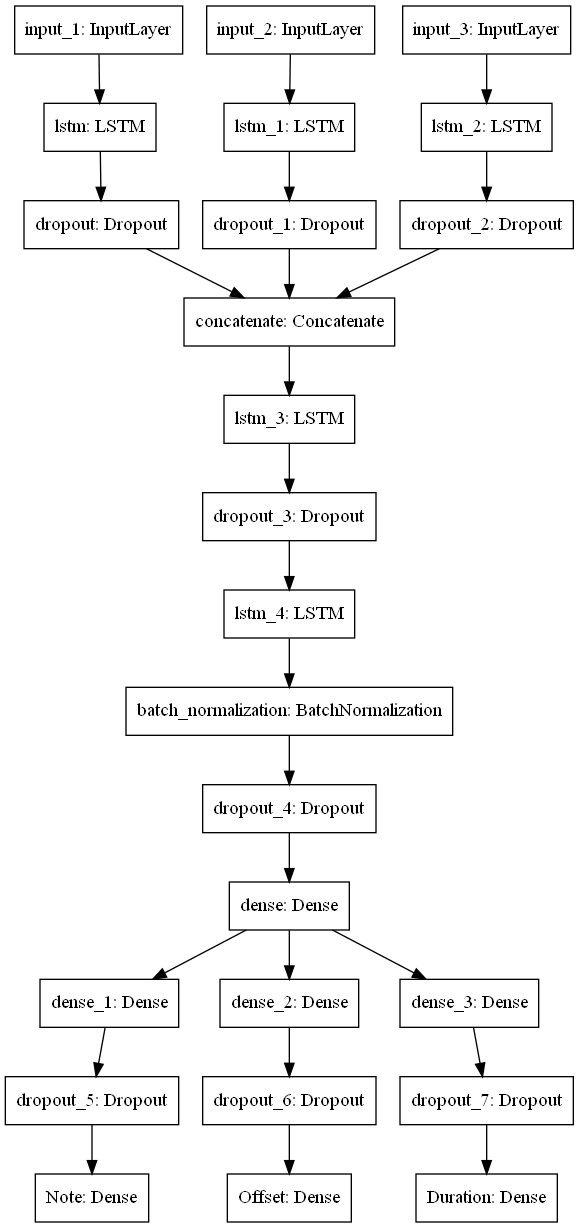 input_1: InputLayer
input_2: InputLayer
input_3: InputLayer
lstm: LSTM
lstm_1: LSTM
lstm_2: LSTM
dropout: Dropout
dropout_1: Dropout
dropout_2: Dropout
concatenate: Concatenate
lstm_3: LSTM
dropout_3: Dropout
lstm_4: LSTM
batch_normalization: BatchNormalization
dropout_4: Dropout
dense: Dense
dense_1: Dense
dense_2: Dense
dense_3: Dense
dropout_5: Dropout
dropout_6: Dropout
dropout_7: Dropout
Note: Dense
Offset: Dense
Duration: Dense